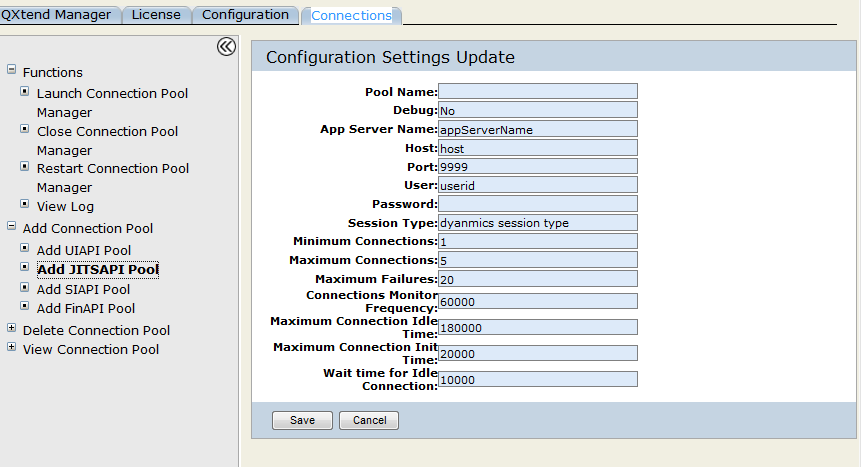 QXtend Manager License Configuration Connections
Functions
Launch Connection Pool
Manager
Close Connection Pool
Manager
Restart Connection Pool
Manager
View Log
Add Connection Pool
Add UIAPI Pool
Add JITSAPI Pool
Add SIAPI Pool
Add FinAPI Pool
Delete Connection Pool
View Connection Pool
Configuration Settings Update
Pool Name:
Debug: No
App Server Name: appServerName
Host: host
Port: 9999
User: userid
Password:
Session Type: dyanmics session type
Minimum Connections: 1
Maximum Connections: 5
Maximum Failures: 20
Connections Monitor
Frequency: 60000
Maximum Connection Idle
Time: 180000
Maximum Connection Init
Time: 20000
Wait time for Idle
Connection: 10000
Save Cancel